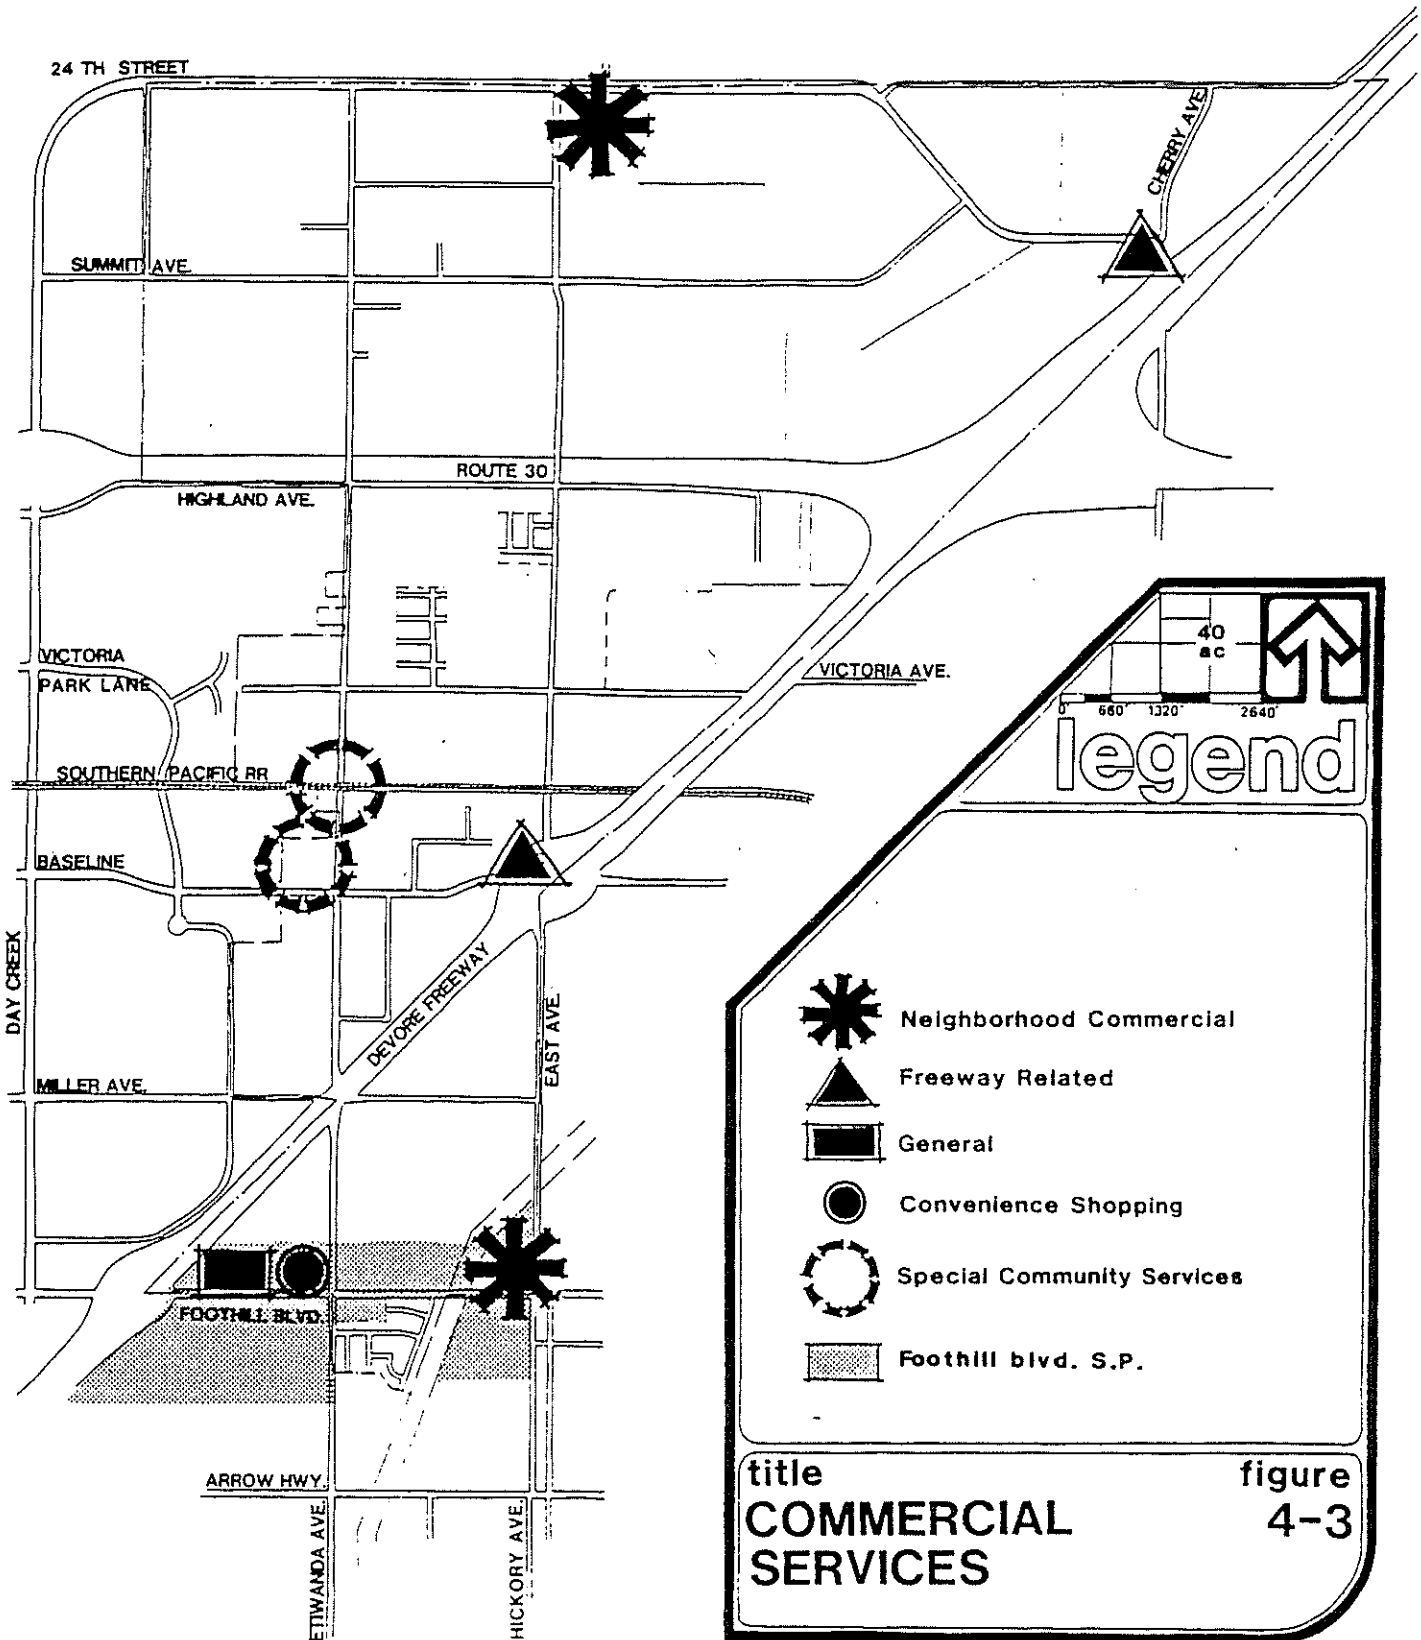 24 TH STREET
CHERRY AVE.
SUMMIT AVE.
ROUTE 30
HIGHLAND AVE.
VICTORIA
PARK LANE
VICTORIA AVE.
SOUTHERN PACIFIC RR
BASELINE
DAY CREEK
DEVORE FREEWAY
EAST AVE.
MILLER AVE.
FOOTHILL BLVD.
ARROW HWY.
ETIWANDA AVE.
HICKORY AVE.
40
ac
0 660' 1320' 2640'
legend
Neighborhood Commercial
Freeway Related
General
Convenience Shopping
Special Community Services
Foothill blvd. S.P.
title figure
COMMERCIAL 4-3
SERVICES